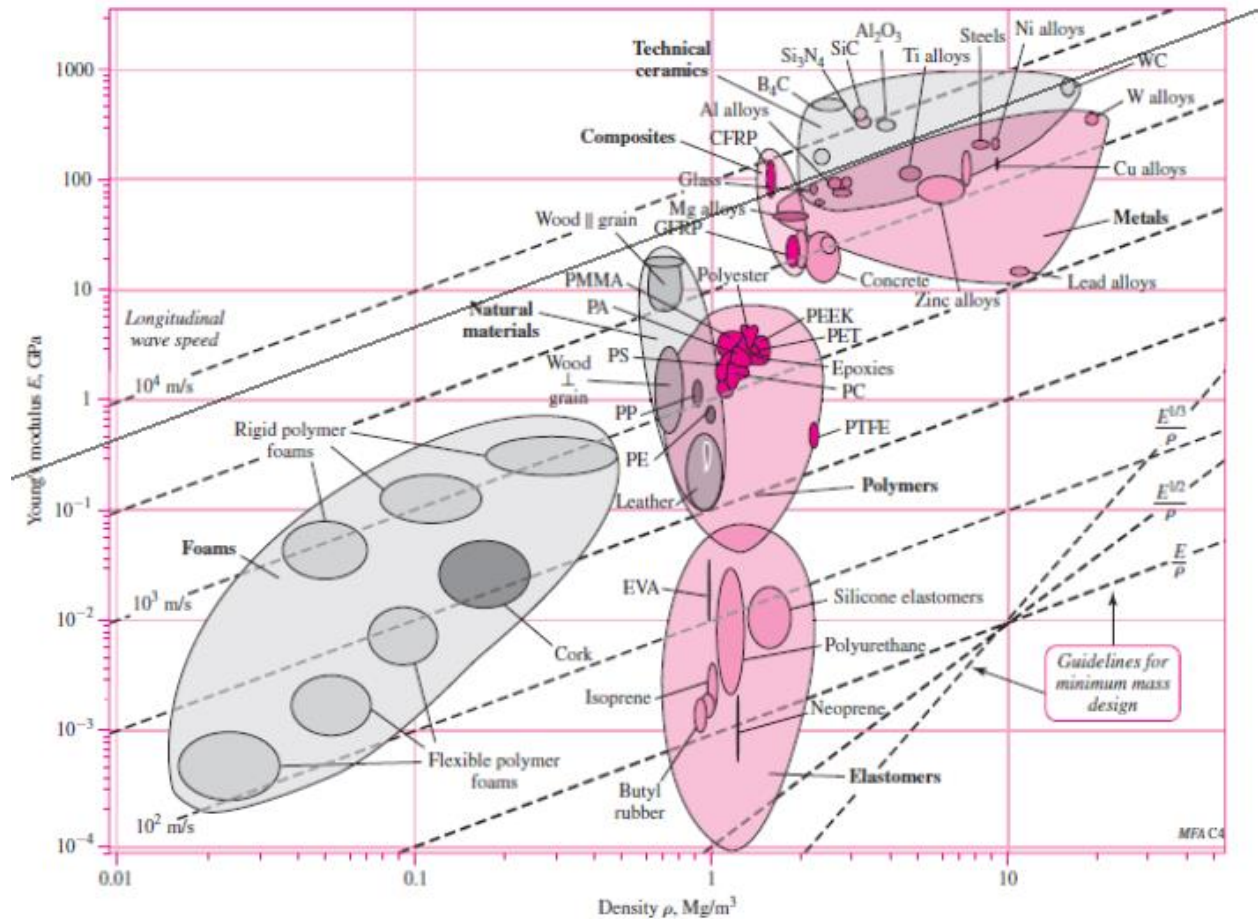 Young's modulus E, GPa
1000
100
10
1
10⁻¹
10⁻²
10⁻³
10⁻⁴
0.01
0.1
1
10
Density ρ, Mg/m³
Technical
ceramics
B₄C
Si₃N₄
SiC
Al₂O₃
Ti alloys
Steels
Ni alloys
WC
W alloys
Al alloys
Composites
CFRP
Glass
Mg alloys
GFRP
Cu alloys
Metals
Wood || grain
Polyester
Concrete
Zinc alloys
Lead alloys
PMMA
Natural
materials
PA
PS
PEEK
PET
Epoxies
PC
Wood
⊥
grain
PP
PE
PTFE
Leather
Polymers
Longitudinal
wave speed
10⁴ m/s
Rigid polymer
foams
Foams
10³ m/s
Cork
EVA
Silicone elastomers
Polyurethane
Isoprene
Neoprene
Flexible polymer
foams
Butyl
rubber
Elastomers
10² m/s
E¹/³
ρ
E¹/²
ρ
E
ρ
Guidelines for
minimum mass
design
MFA C4